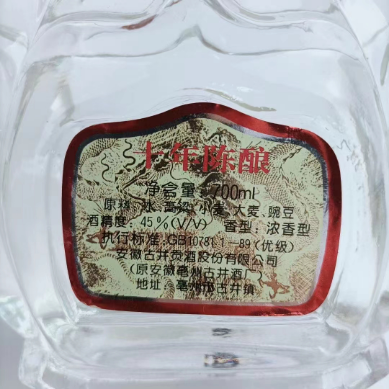 十年陈酿
净含量:700ml
原料:水.高粱.小麦.大麦.豌豆
酒精度:45%(V/V) 香型:浓香型
执行标准:GB10781.1-89(优级)
安徽古井贡酒股份有限公司
(原安徽亳州古井酒厂)
地址:亳州市古井镇